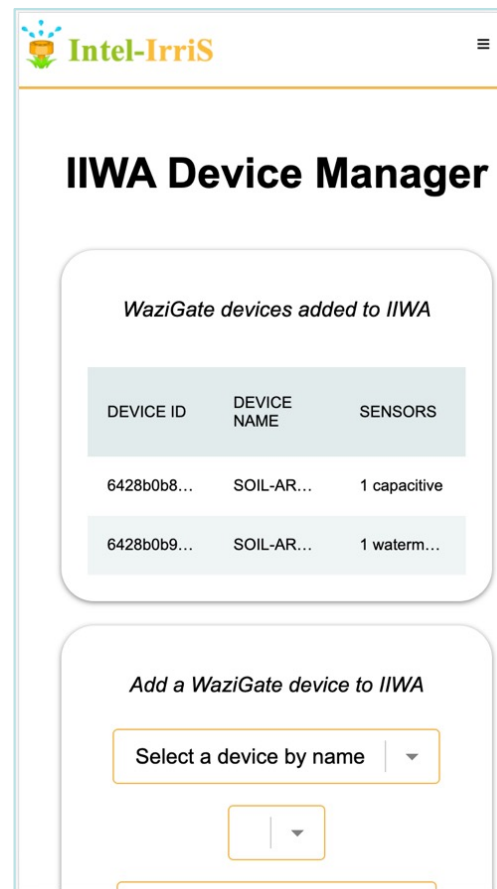 Intel-IrriS
IIWA Device Manager
WaziGate devices added to IIWA
DEVICE ID
DEVICE
NAME
SENSORS
6428b0b8... SOIL-AR... 1 capacitive
6428b0b9... SOIL-AR... 1 waterm...
Add a WaziGate device to IIWA
Select a device by name